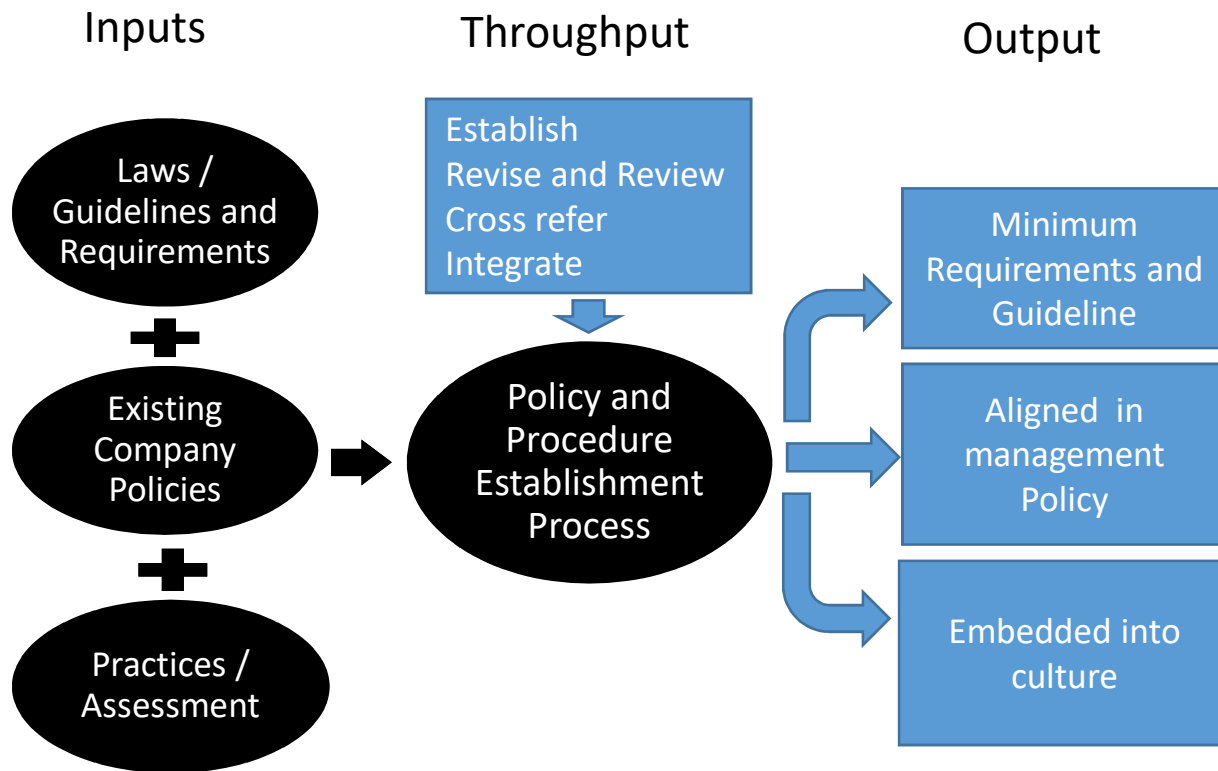 Inputs
Throughput
Output
Laws /
Guidelines and
Requirements
Existing
Company
Policies
Practices /
Assessment
Establish
Revise and Review
Cross refer
Integrate
Policy and
Procedure
Establishment
Process
Minimum
Requirements and
Guideline
Aligned  in
management
Policy
Embedded into
culture